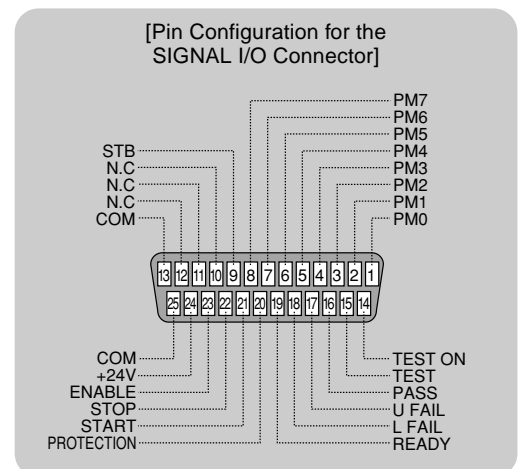 [Pin Configuration for the
SIGNAL I/O Connector]
PM7
PM6
PM5
PM4
PM3
PM2
PM1
PM0
STB
N.C
N.C
N.C
COM
13 12 11 10 9 8 7 6 5 4 3 2 1
25 24 23 22 21 20 19 18 17 16 15 14
COM
+24V
ENABLE
STOP
START
PROTECTION
TEST ON
TEST
PASS
U FAIL
L FAIL
READY